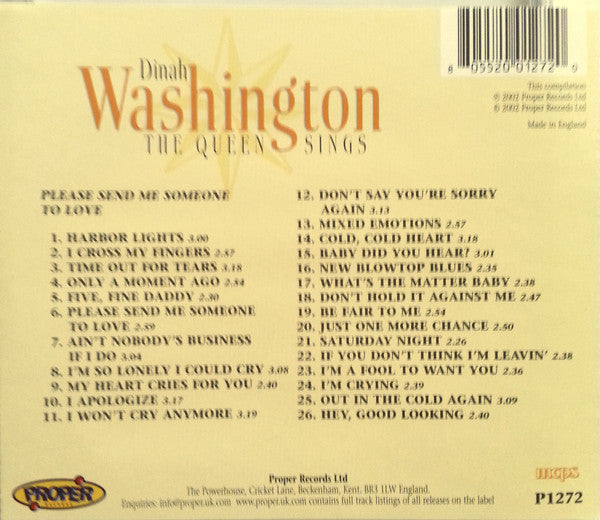 8 05520 01272 0
This compilation
℗ 2002 Proper Records Ltd
© 2002 Proper Records Ltd
Made in England
Dinah
Washington
THE QUEEN SINGS
PLEASE SEND ME SOMEONE
TO LOVE
1. HARBOR LIGHTS 3.00
2. I CROSS MY FINGERS 2.57
3. TIME OUT FOR TEARS 3.18
4. ONLY A MOMENT AGO 2.54
5. FIVE, FINE DADDY 2.30
6. PLEASE SEND ME SOMEONE
TO LOVE 2.59
7. AIN'T NOBODY'S BUSINESS
IF I DO 3.04
8. I'M SO LONELY I COULD CRY 3.08
9. MY HEART CRIES FOR YOU 2.40
10. I APOLOGIZE 3.17
11. I WON'T CRY ANYMORE 3.19
12. DON'T SAY YOU'RE SORRY
AGAIN 3.13
13. MIXED EMOTIONS 2.57
14. COLD, COLD HEART 3.18
15. BABY DID YOU HEAR? 3.01
16. NEW BLOWTOP BLUES 2.35
17. WHAT'S THE MATTER BABY 2.38
18. DON'T HOLD IT AGAINST ME 2.47
19. BE FAIR TO ME 2.54
20. JUST ONE MORE CHANCE 2.50
21. SATURDAY NIGHT 2.26
22. IF YOU DON'T THINK I'M LEAVIN' 2.38
23. I'M A FOOL TO WANT YOU 2.36
24. I'M CRYING 2.39
25. OUT IN THE COLD AGAIN 3.09
26. HEY, GOOD LOOKING 2.40
PROPER
RECORDS
Proper Records Ltd
The Powerhouse, Cricket Lane, Beckenham, Kent. BR3 1LW England.
Enquiries: info@proper.uk.com www.proper.uk.com contains full track listings of all releases on the label
mcps
P1272